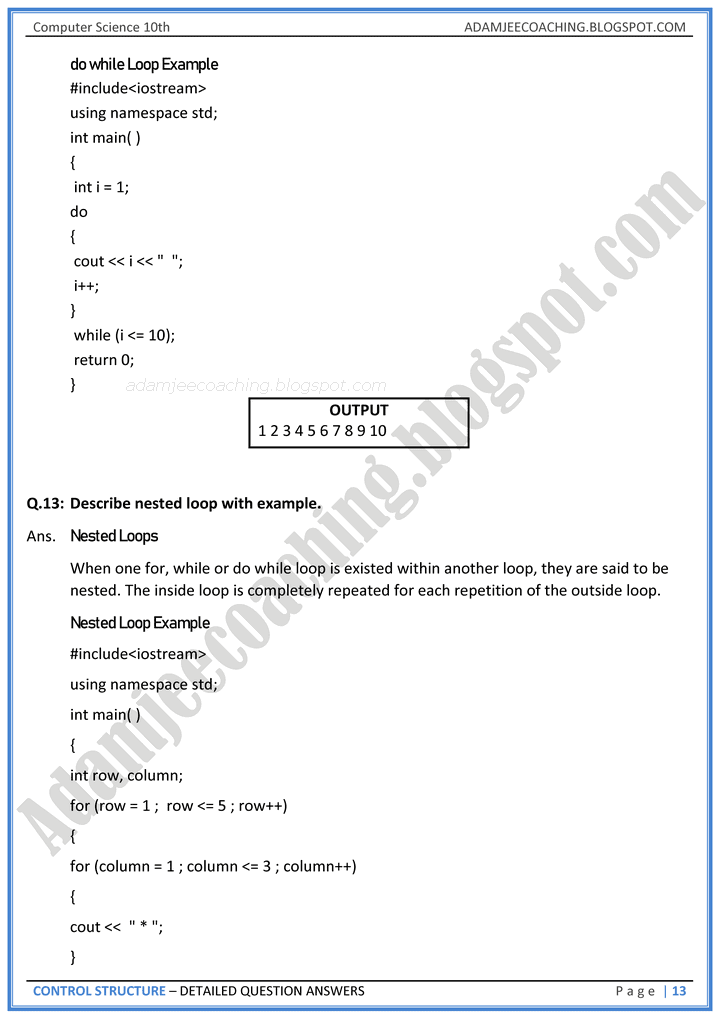 Computer Science 10th ADAMJEECOACHING.BLOGSPOT.COM
do while Loop Example
#include<iostream>
using namespace std;
int main( )
{
int i = 1;
do
{
cout << i << "  ";
i++;
}
while (i <= 10);
return 0;
}
adamjeecoaching.blogspot.com
OUTPUT
1 2 3 4 5 6 7 8 9 10
Adamjeecoaching.blogspot.com
Q.13: Describe nested loop with example.
Ans. Nested Loops
When one for, while or do while loop is existed within another loop, they are said to be
nested. The inside loop is completely repeated for each repetition of the outside loop.
Nested Loop Example
#include<iostream>
using namespace std;
int main( )
{
int row, column;
for (row = 1 ;  row <= 5 ; row++)
{
for (column = 1 ; column <= 3 ; column++)
{
cout <<  " * ";
}
CONTROL STRUCTURE – DETAILED QUESTION ANSWERS P a g e | 13